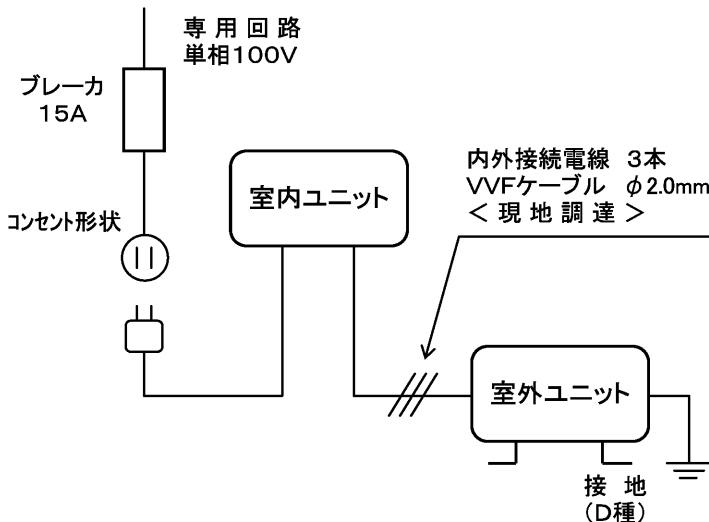 専用回路
単相100V
ブレーカ
15A
室内ユニット
内外接続電線 3本
VVFケーブル φ2.0mm
＜現地調達＞
コンセント形状
室外ユニット
接地
(D種)